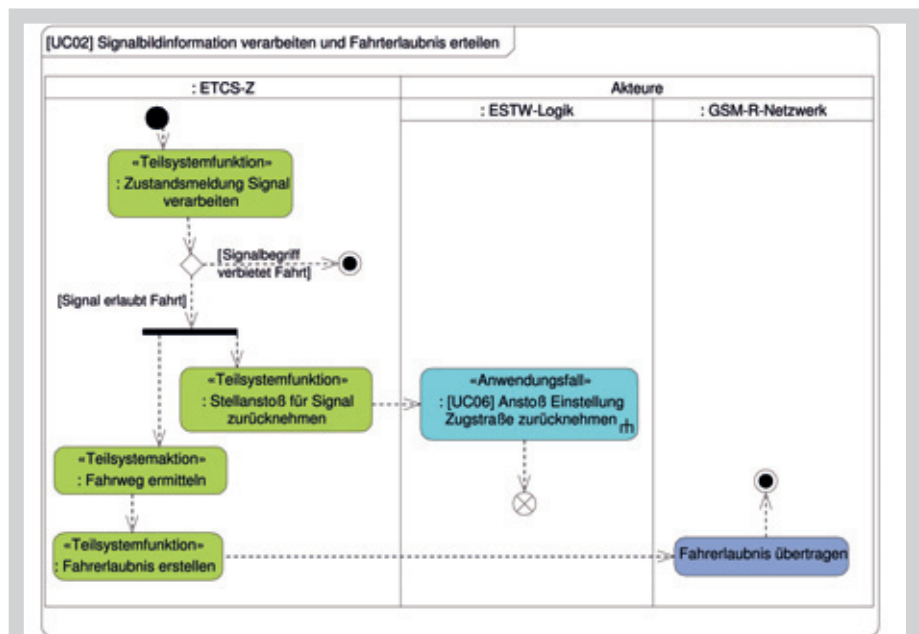 [UC02] Signalbildinformation verarbeiten und Fahrterlaubnis erteilen
: ETCS-Z
Akteure
: ESTW-Logik
: GSM-R-Netzwerk
«Teilsystemfunktion»
: Zustandsmeldung Signal
verarbeiten
[Signalbegriff
verbietet Fahrt]
[Signal erlaubt Fahrt]
«Teilsystemfunktion»
: Stellanstoß für Signal
zurücknehmen
«Anwendungsfall»
: [UC06] Anstoß Einstellung
Zugstraße zurücknehmen
«Teilsystemaktion»
: Fahrweg ermitteln
«Teilsystemfunktion»
: Fahrerlaubnis erstellen
Fahrerlaubnis übertragen